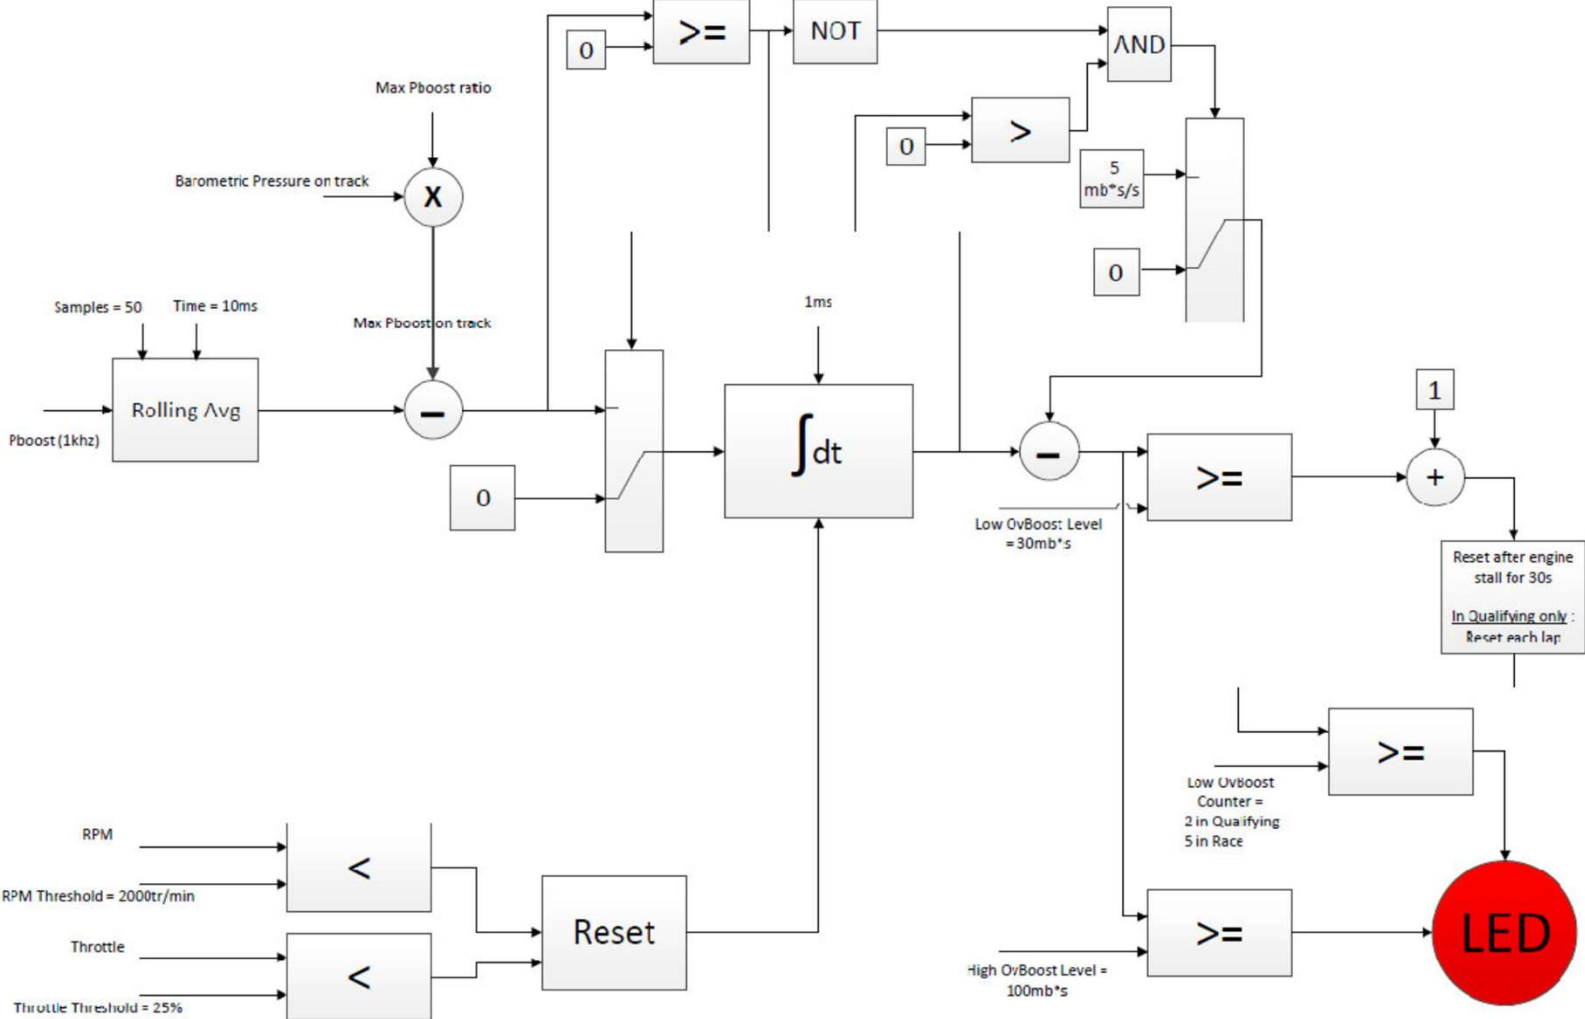 >=
NOT
AND
0
Max Pboost ratio
>
0
5
mb*s/s
Barometric Pressure on track
X
0
Samples = 50
Time = 10ms
1ms
Max Pboost on track
Rolling Avg
−
∫dt
1
Pboost (1khz)
0
−
>=
+
Low OvBoost Level
= 30mb*s
Reset after engine
stall for 30s
In Qualifying only :
Reset each lap
>=
Low OvBoost
Counter =
2 in Qualifying
5 in Race
RPM
<
RPM Threshold = 2000tr/min
Reset
>=
LED
Throttle
<
High OvBoost Level =
100mb*s
Throttle Threshold = 25%